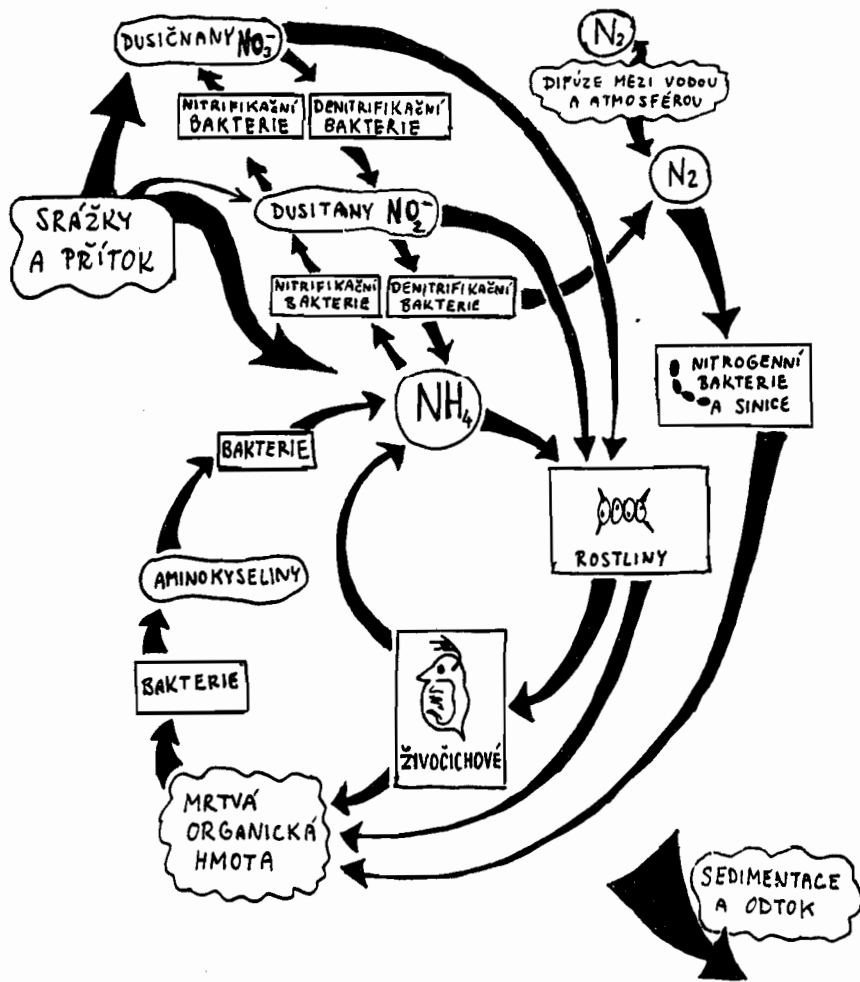 DUSIČNANY NO3-
N2
DIFÚZE MEZI VODOU
A ATMOSFÉROU
NITRIFIKAČNÍ
BAKTERIE
DENITRIFIKAČNÍ
BAKTERIE
N2
SRÁŽKY
A PŘÍTOK
DUSITANY NO2-
NITRIFIKAČNÍ
BAKTERIE
DENITRIFIKAČNÍ
BAKTERIE
NITROGENNÍ
BAKTERIE
A SINICE
NH4
BAKTERIE
ROSTLINY
AMINOKYSELINY
BAKTERIE
ŽIVOČICHOVÉ
MRTVÁ
ORGANICKÁ
HMOTA
SEDIMENTACE
A ODTOK